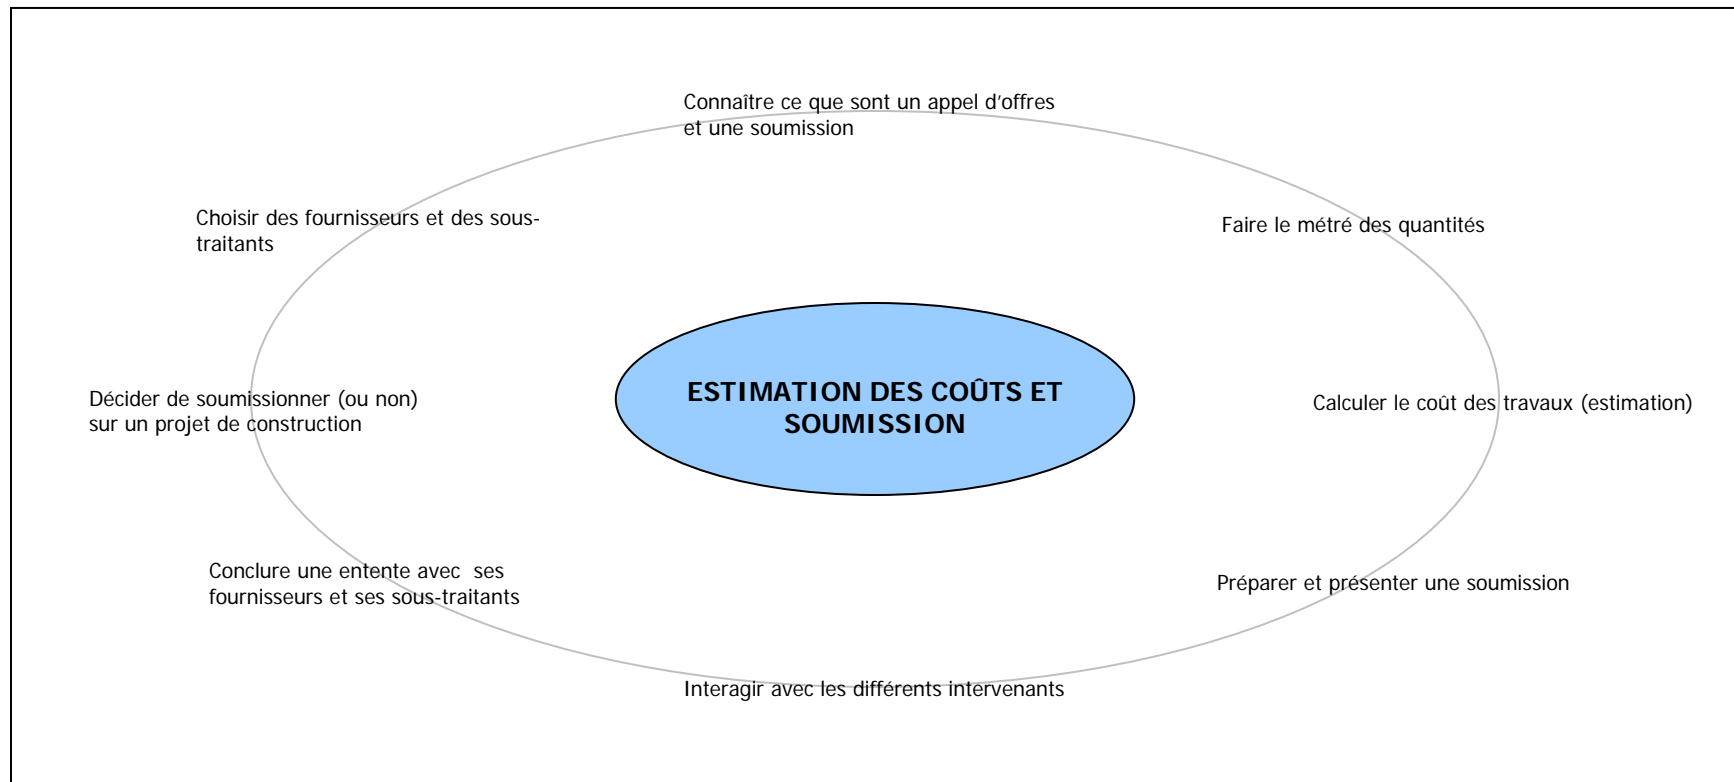 Connaître ce que sont un appel d'offres
et une soumission
Choisir des fournisseurs et des sous-
traitants
Faire le métré des quantités
ESTIMATION DES COÛTS ET
SOUMISSION
Décider de soumissionner (ou non)
sur un projet de construction
Calculer le coût des travaux (estimation)
Conclure une entente avec  ses
fournisseurs et ses sous-traitants
Préparer et présenter une soumission
Interagir avec les différents intervenants